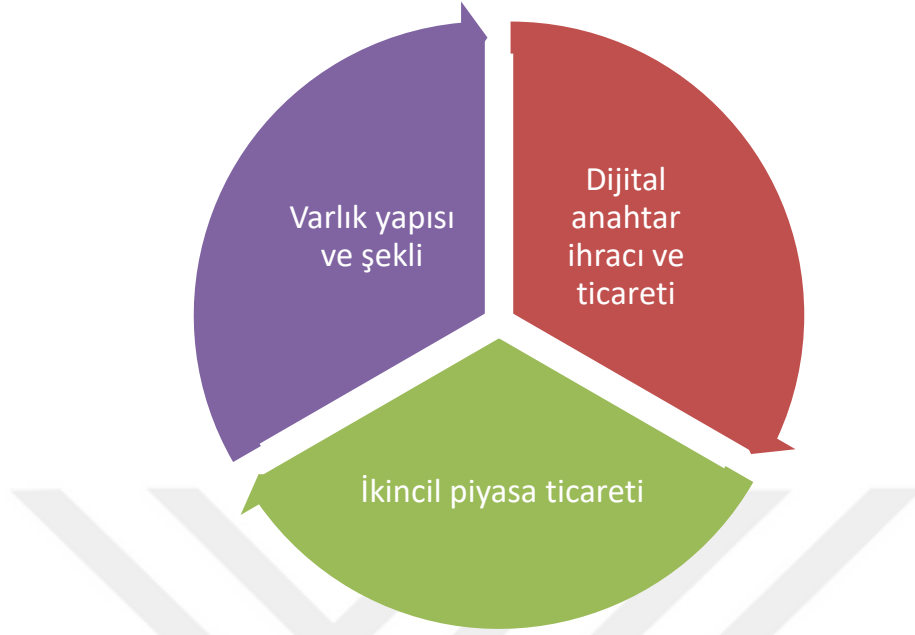 Varlık yapısı
ve şekli
Dijital
anahtar
ihracı ve
ticareti
İkincil piyasa ticareti